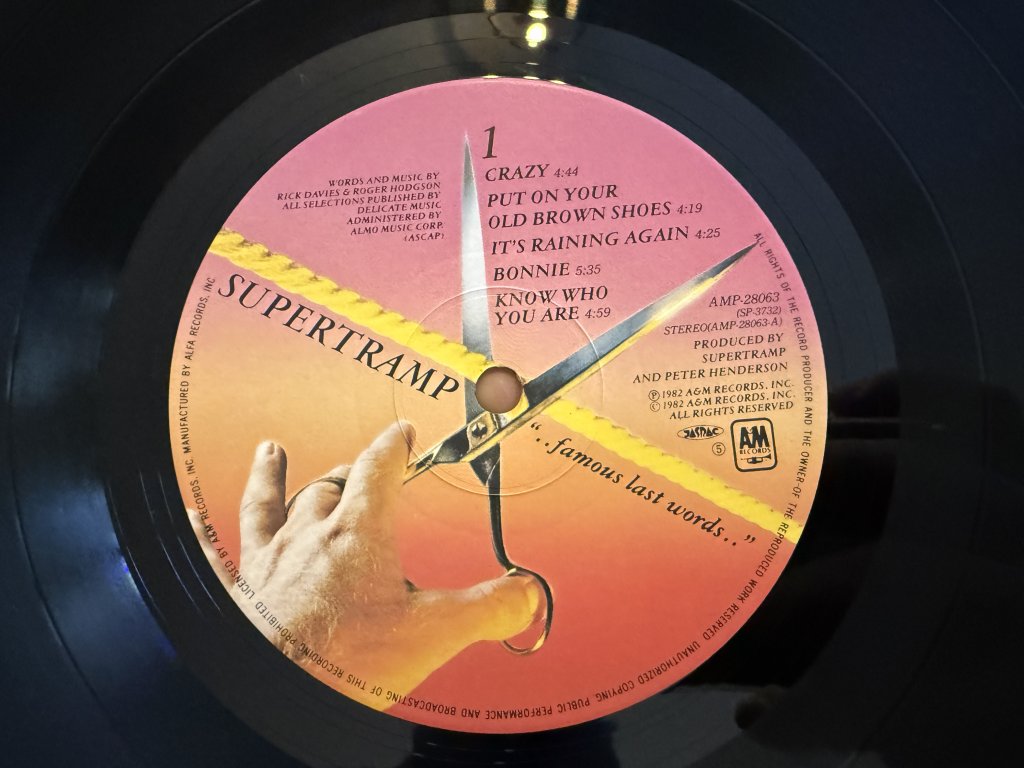 1
CRAZY 4:44
PUT ON YOUR
OLD BROWN SHOES 4:19
IT'S RAINING AGAIN 4:25
BONNIE 5:35
KNOW WHO
YOU ARE 4:59
WORDS AND MUSIC BY
RICK DAVIES & ROGER HODGSON
ALL SELECTIONS PUBLISHED BY
DELICATE MUSIC
ADMINISTERED BY
ALMO MUSIC CORP.
(ASCAP)
SUPERTRAMP
"..famous last words.."
AMP-28063
(SP-3732)
STEREO(AMP-28063-A)
PRODUCED BY
SUPERTRAMP
AND PETER HENDERSON
Ⓟ1982 A&M RECORDS, INC.
©1982 A&M RECORDS, INC.
ALL RIGHTS RESERVED
JASRAC
⑤
A&M
RECORDS
ALL RIGHTS OF THE RECORD PRODUCER AND THE OWNER OF THE REPRODUCED WORK RESERVED. UNAUTHORIZED COPYING, PUBLIC PERFORMANCE AND BROADCASTING OF THIS RECORDING, PROHIBITED LICENSED BY A&M RECORDS, INC. MANUFACTURED BY ALFA RECORDS, INC